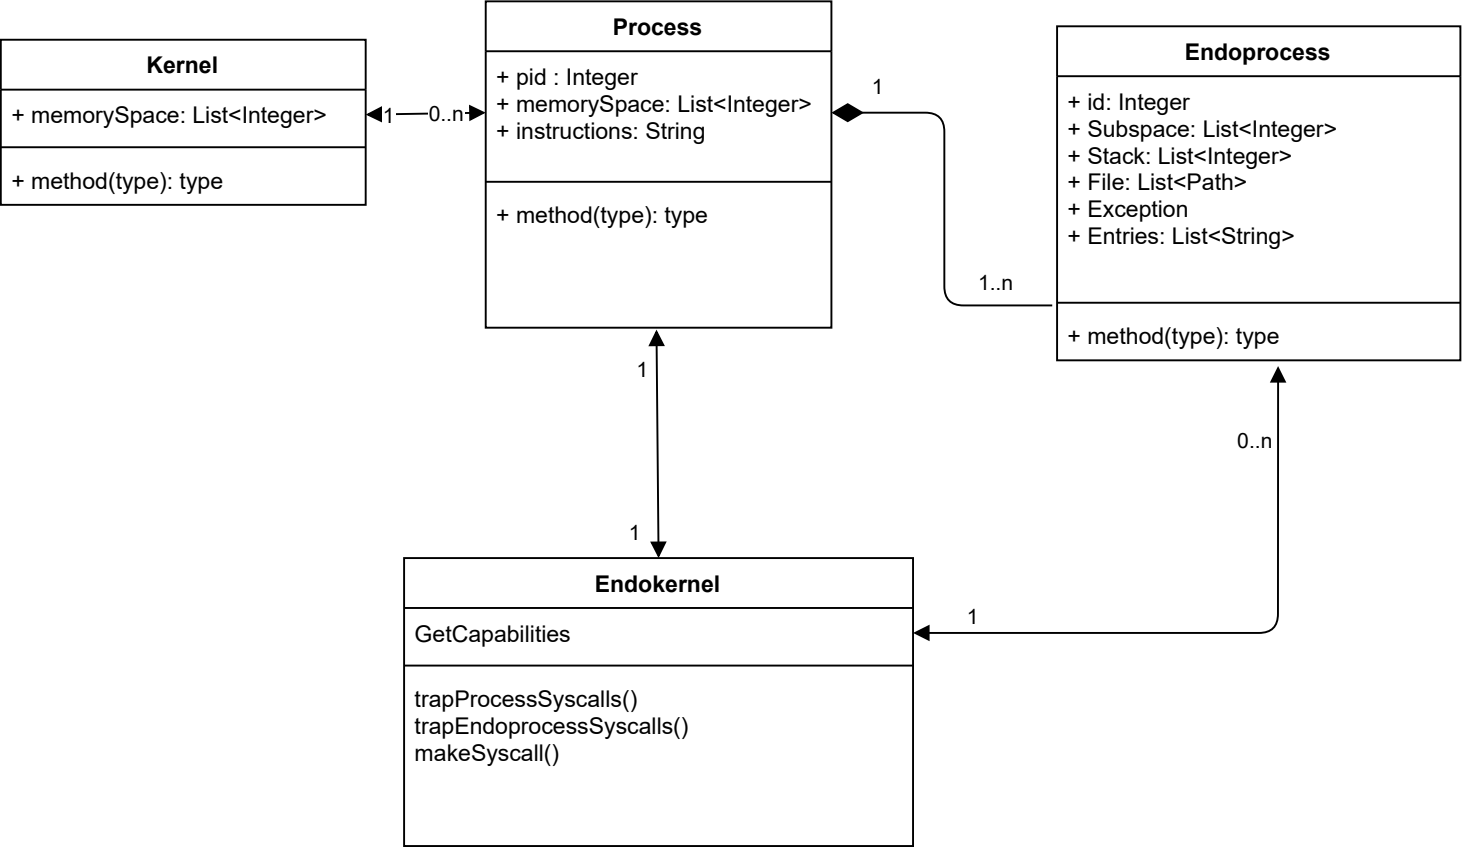 Kernel
+ memorySpace: List<Integer>
+ method(type): type
1
0..n
Process
+ pid : Integer
+ memorySpace: List<Integer>
+ instructions: String
+ method(type): type
1
1..n
Endoprocess
+ id: Integer
+ Subspace: List<Integer>
+ Stack: List<Integer>
+ File: List<Path>
+ Exception
+ Entries: List<String>
+ method(type): type
1
1
0..n
1
Endokernel
GetCapabilities
trapProcessSyscalls()
trapEndoprocessSyscalls()
makeSyscall()